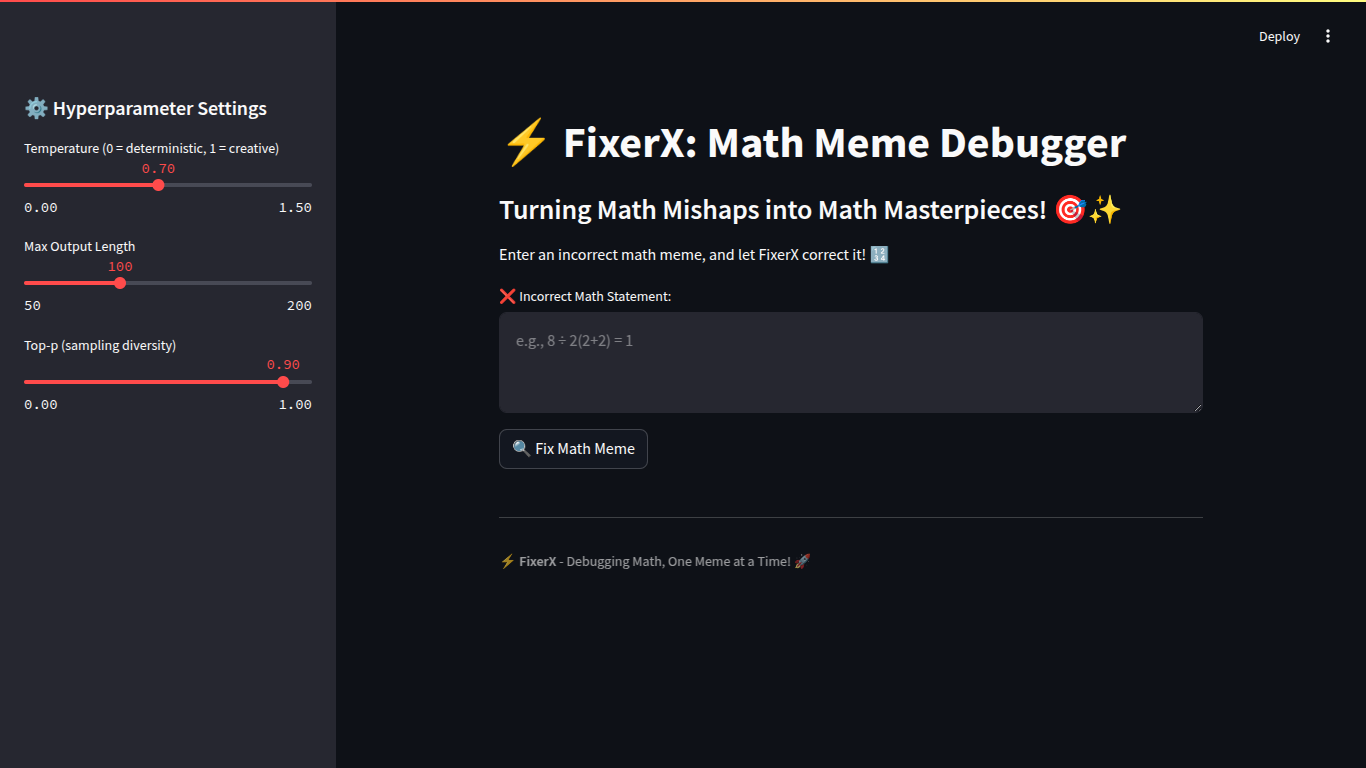 Deploy
⚙️ Hyperparameter Settings
Temperature (0 = deterministic, 1 = creative)
0.70
0.00 1.50
Max Output Length
100
50 200
Top-p (sampling diversity)
0.90
0.00 1.00
⚡ FixerX: Math Meme Debugger
Turning Math Mishaps into Math Masterpieces! 🎯✨
Enter an incorrect math meme, and let FixerX correct it! 🔢
❌ Incorrect Math Statement:
e.g., 8 ÷ 2(2+2) = 1
🔍 Fix Math Meme
⚡ FixerX - Debugging Math, One Meme at a Time! 🚀